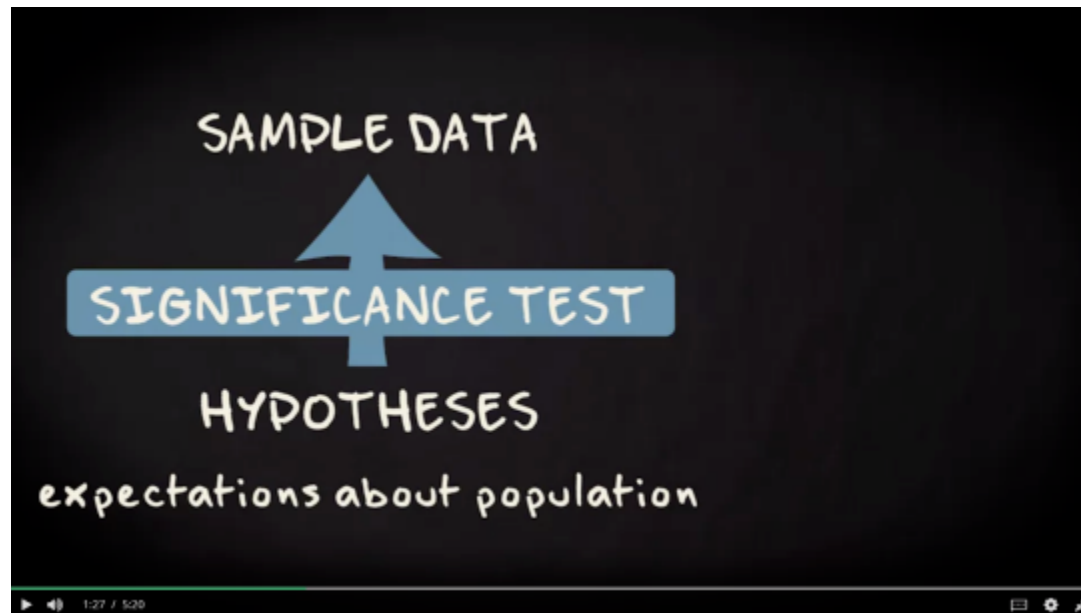 SAMPLE DATA
SIGNIFICANCE TEST
HYPOTHESES
expectations about population
1:27 / 5:20